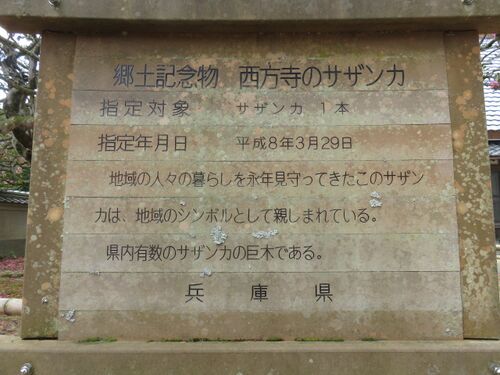 郷土記念物　西方寺のサザンカ
指定対象　サザンカ 1本
指定年月日　平成8年3月29日
地域の人々の暮らしを永年見守ってきたこのサザン
カは、地域のシンボルとして親しまれている。
県内有数のサザンカの巨木である。
兵庫県